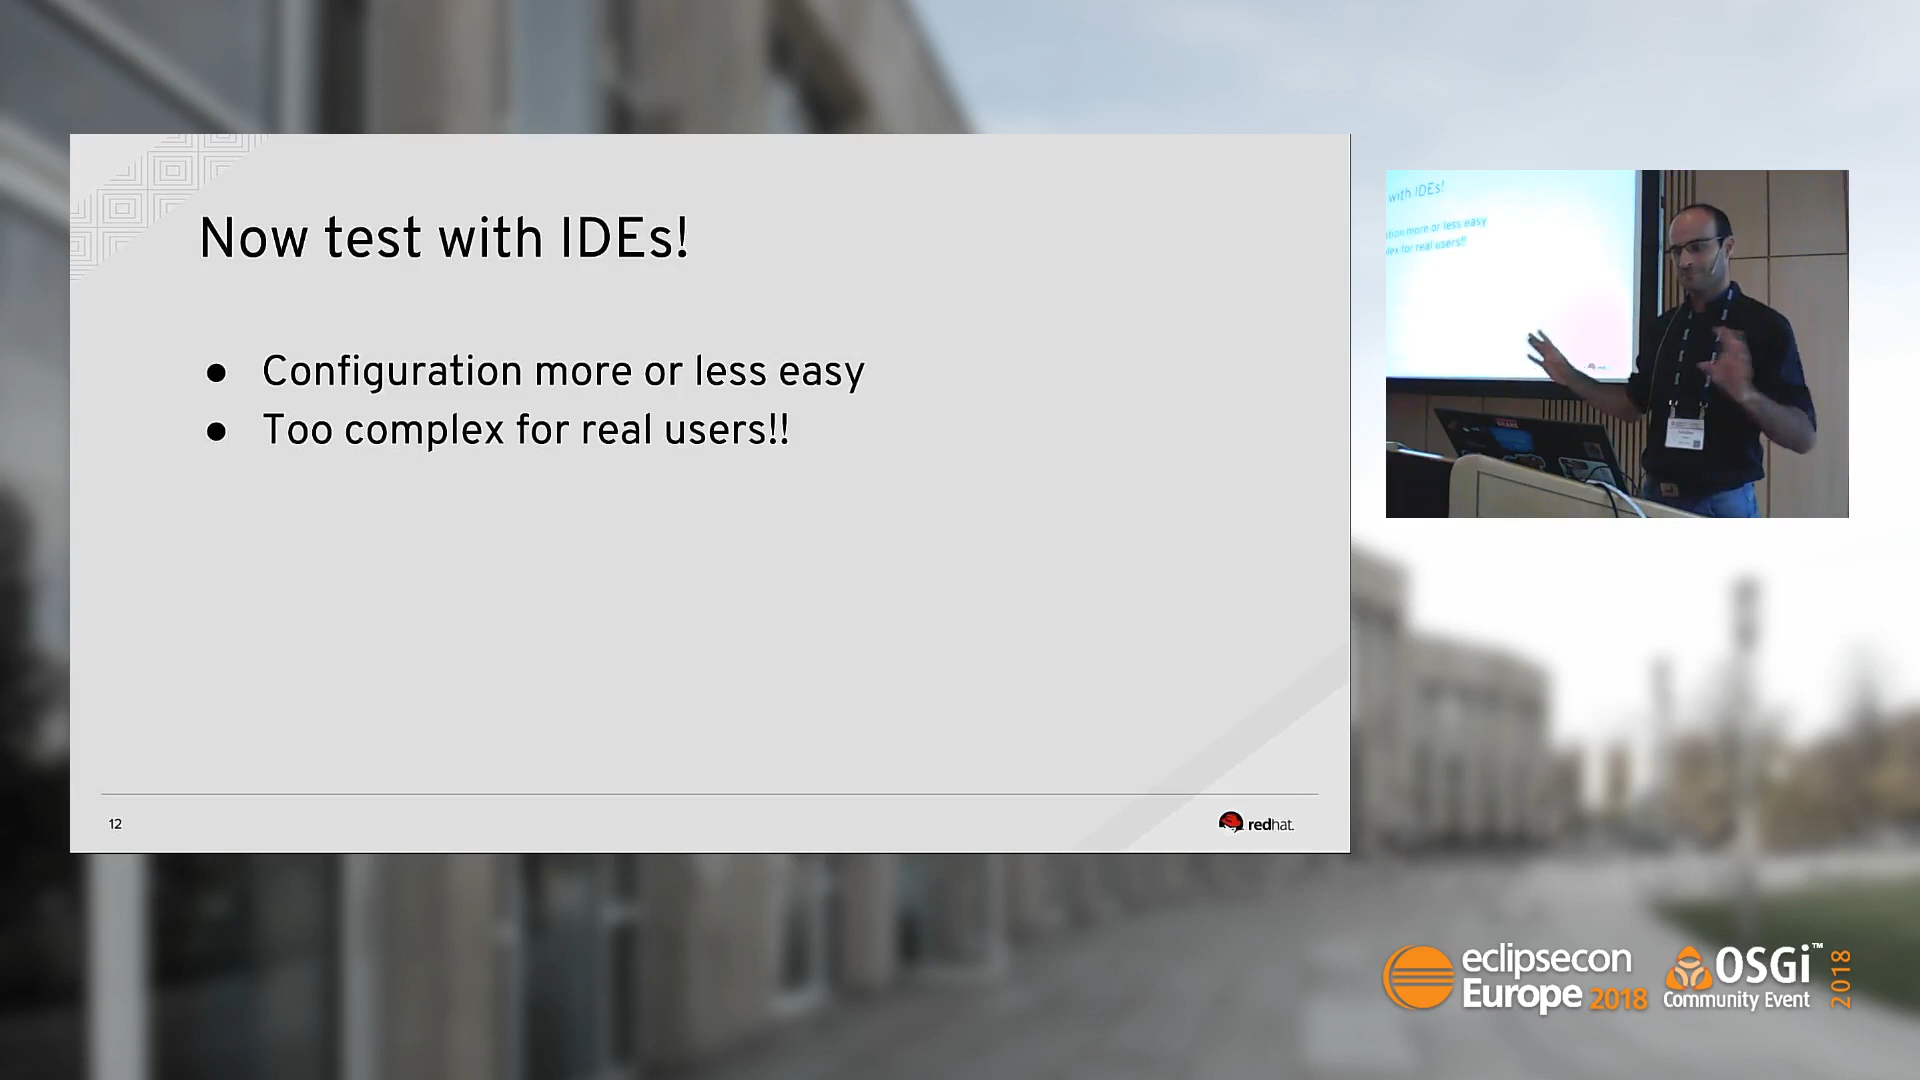 Now test with IDEs!
● Configuration more or less easy
● Too complex for real users!!
12
redhat.
with IDEs!
tion more or less easy
lex for real users!!
eclipsecon
Europe 2018
OSGi™
Community Event
2018